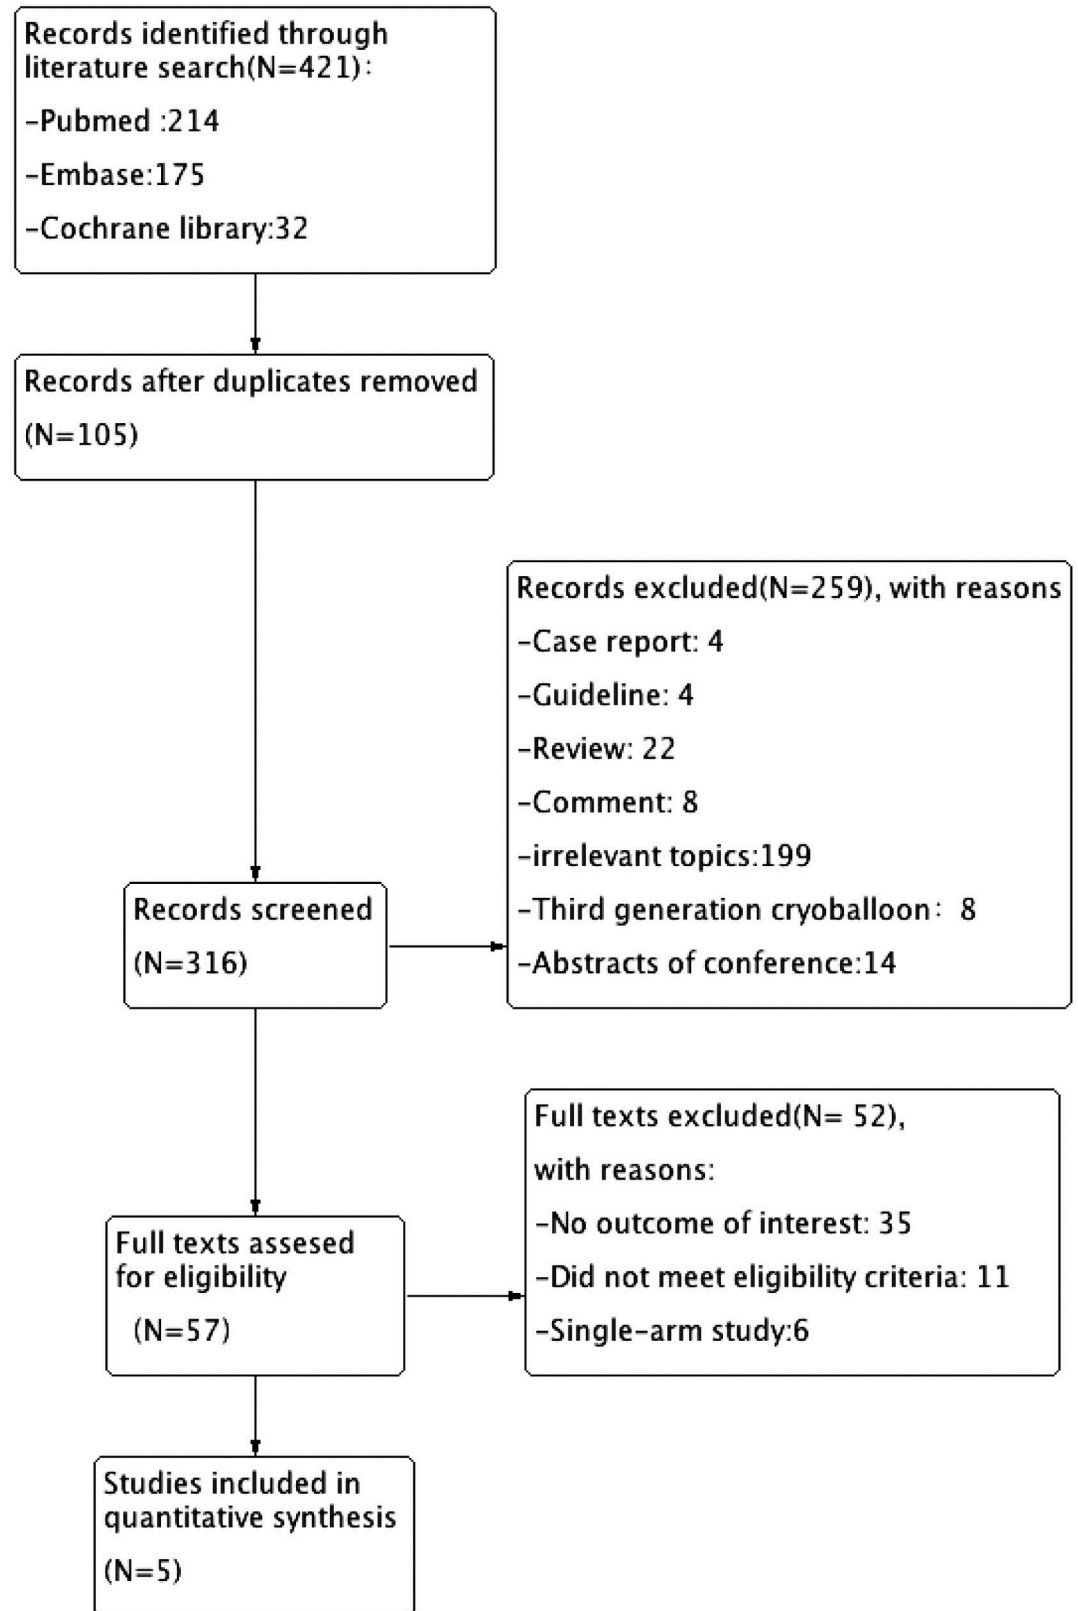 Records identified through
literature search(N=421):
-Pubmed :214
-Embase:175
-Cochrane library:32
Records after duplicates removed
(N=105)
Records excluded(N=259), with reasons
-Case report: 4
-Guideline: 4
-Review: 22
-Comment: 8
-irrelevant topics:199
-Third generation cryoballoon: 8
-Abstracts of conference:14
Records screened
(N=316)
Full texts excluded(N= 52),
with reasons:
-No outcome of interest: 35
-Did not meet eligibility criteria: 11
-Single-arm study:6
Full texts assesed
for eligibility
(N=57)
Studies included in
quantitative synthesis
(N=5)